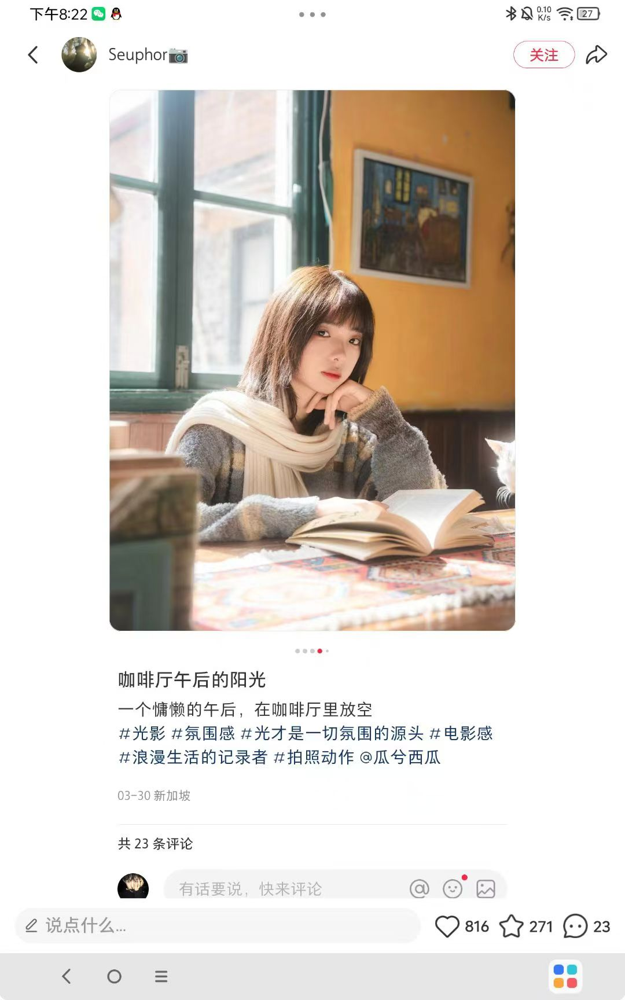 下午8:22
0.10
K/s
27
Seuphor
关注
咖啡厅午后的阳光
一个慵懒的午后，在咖啡厅里放空
#光影 #氛围感 #光才是一切氛围的源头 #电影感
#浪漫生活的记录者 #拍照动作 @瓜兮西瓜
03-30 新加坡
共 23 条评论
有话要说，快来评论
说点什么...
816
271
23